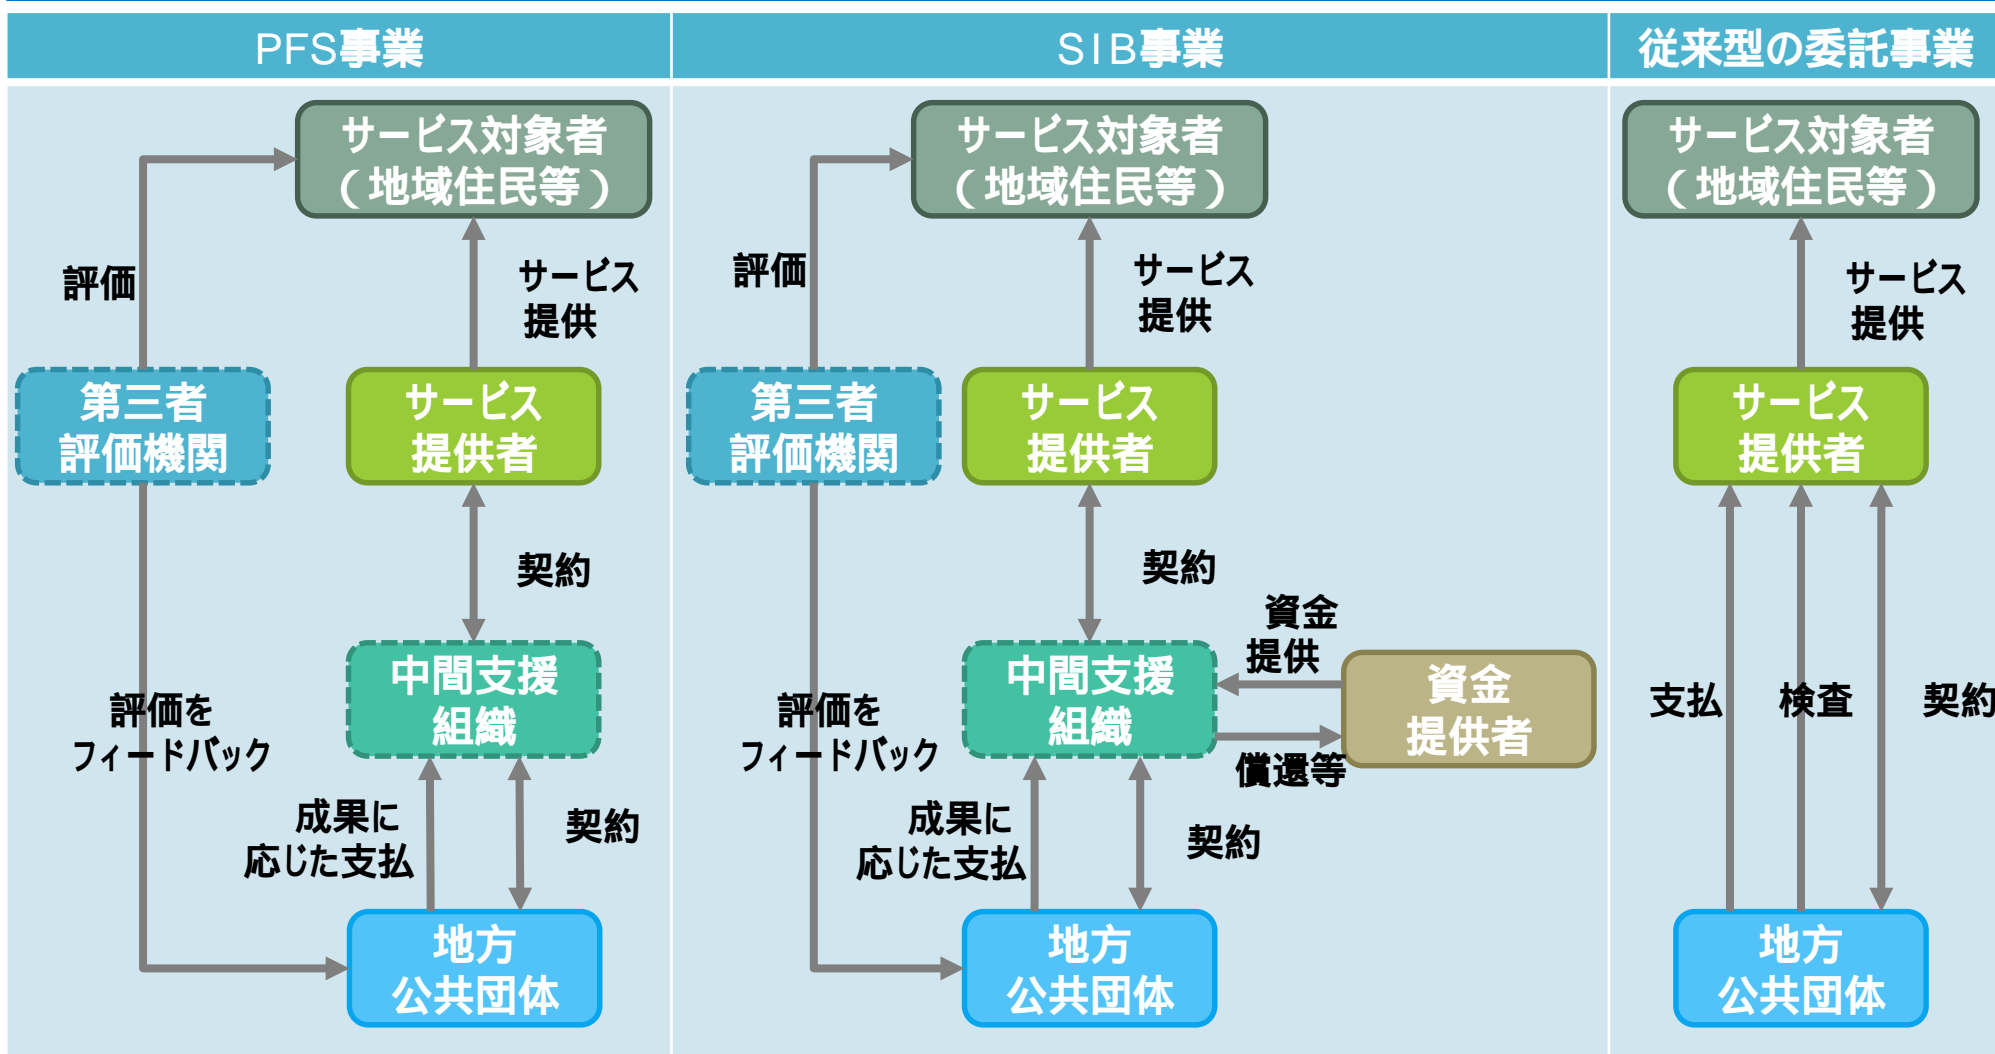 PFS事業
サービス対象者
(地域住民等)
評価
サービス
提供
第三者
評価機関
サービス
提供者
契約
中間支援
組織
評価を
フィードバック
成果に
応じた支払
契約
地方
公共団体
SIB事業
サービス対象者
(地域住民等)
評価
サービス
提供
第三者
評価機関
サービス
提供者
契約
資金
提供
中間支援
組織
資金
提供者
償還等
評価を
フィードバック
成果に
応じた支払
契約
地方
公共団体
従来型の委託事業
サービス対象者
(地域住民等)
サービス
提供
サービス
提供者
支払
検査
契約
地方
公共団体